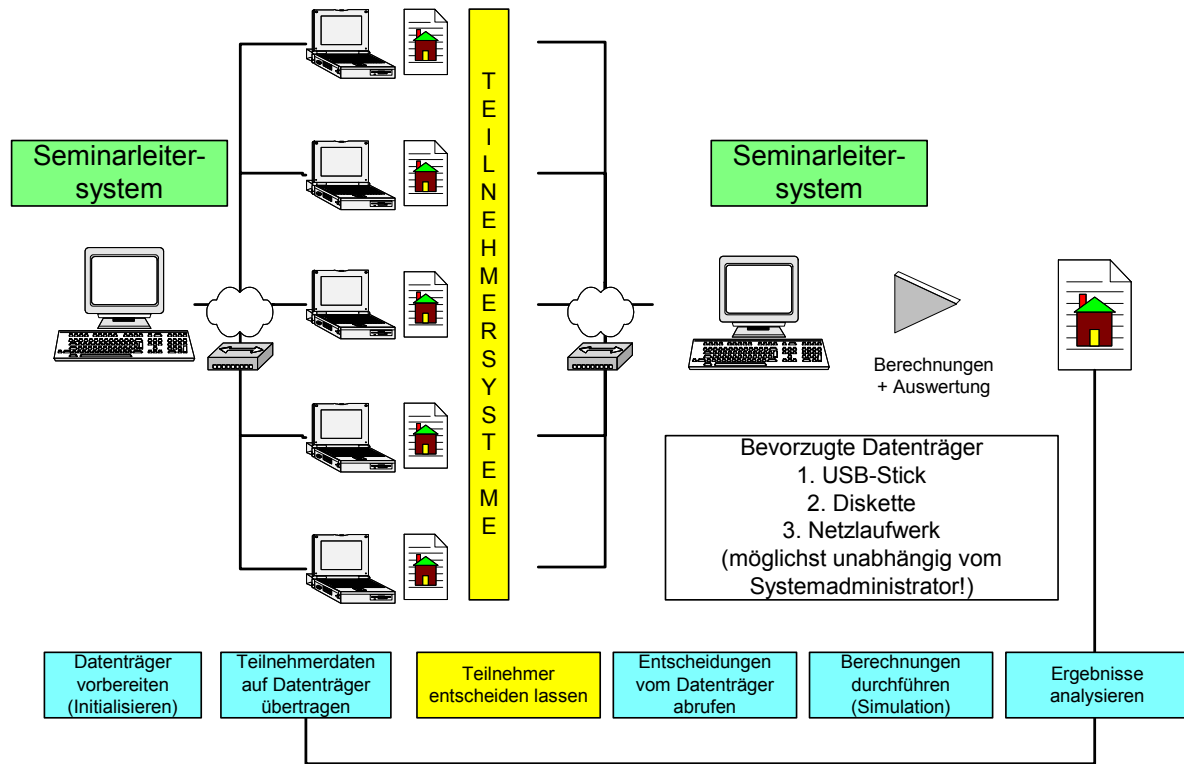 Seminarleiter-
system
TEILNEHMERSYSTEME
Seminarleiter-
system
Berechnungen
+ Auswertung
Bevorzugte Datenträger
1. USB-Stick
2. Diskette
3. Netzlaufwerk
(möglichst unabhängig vom
Systemadministrator!)
Datenträger
vorbereiten
(Initialisieren)
Teilnehmerdaten
auf Datenträger
übertragen
Teilnehmer
entscheiden lassen
Entscheidungen
vom Datenträger
abrufen
Berechnungen
durchführen
(Simulation)
Ergebnisse
analysieren